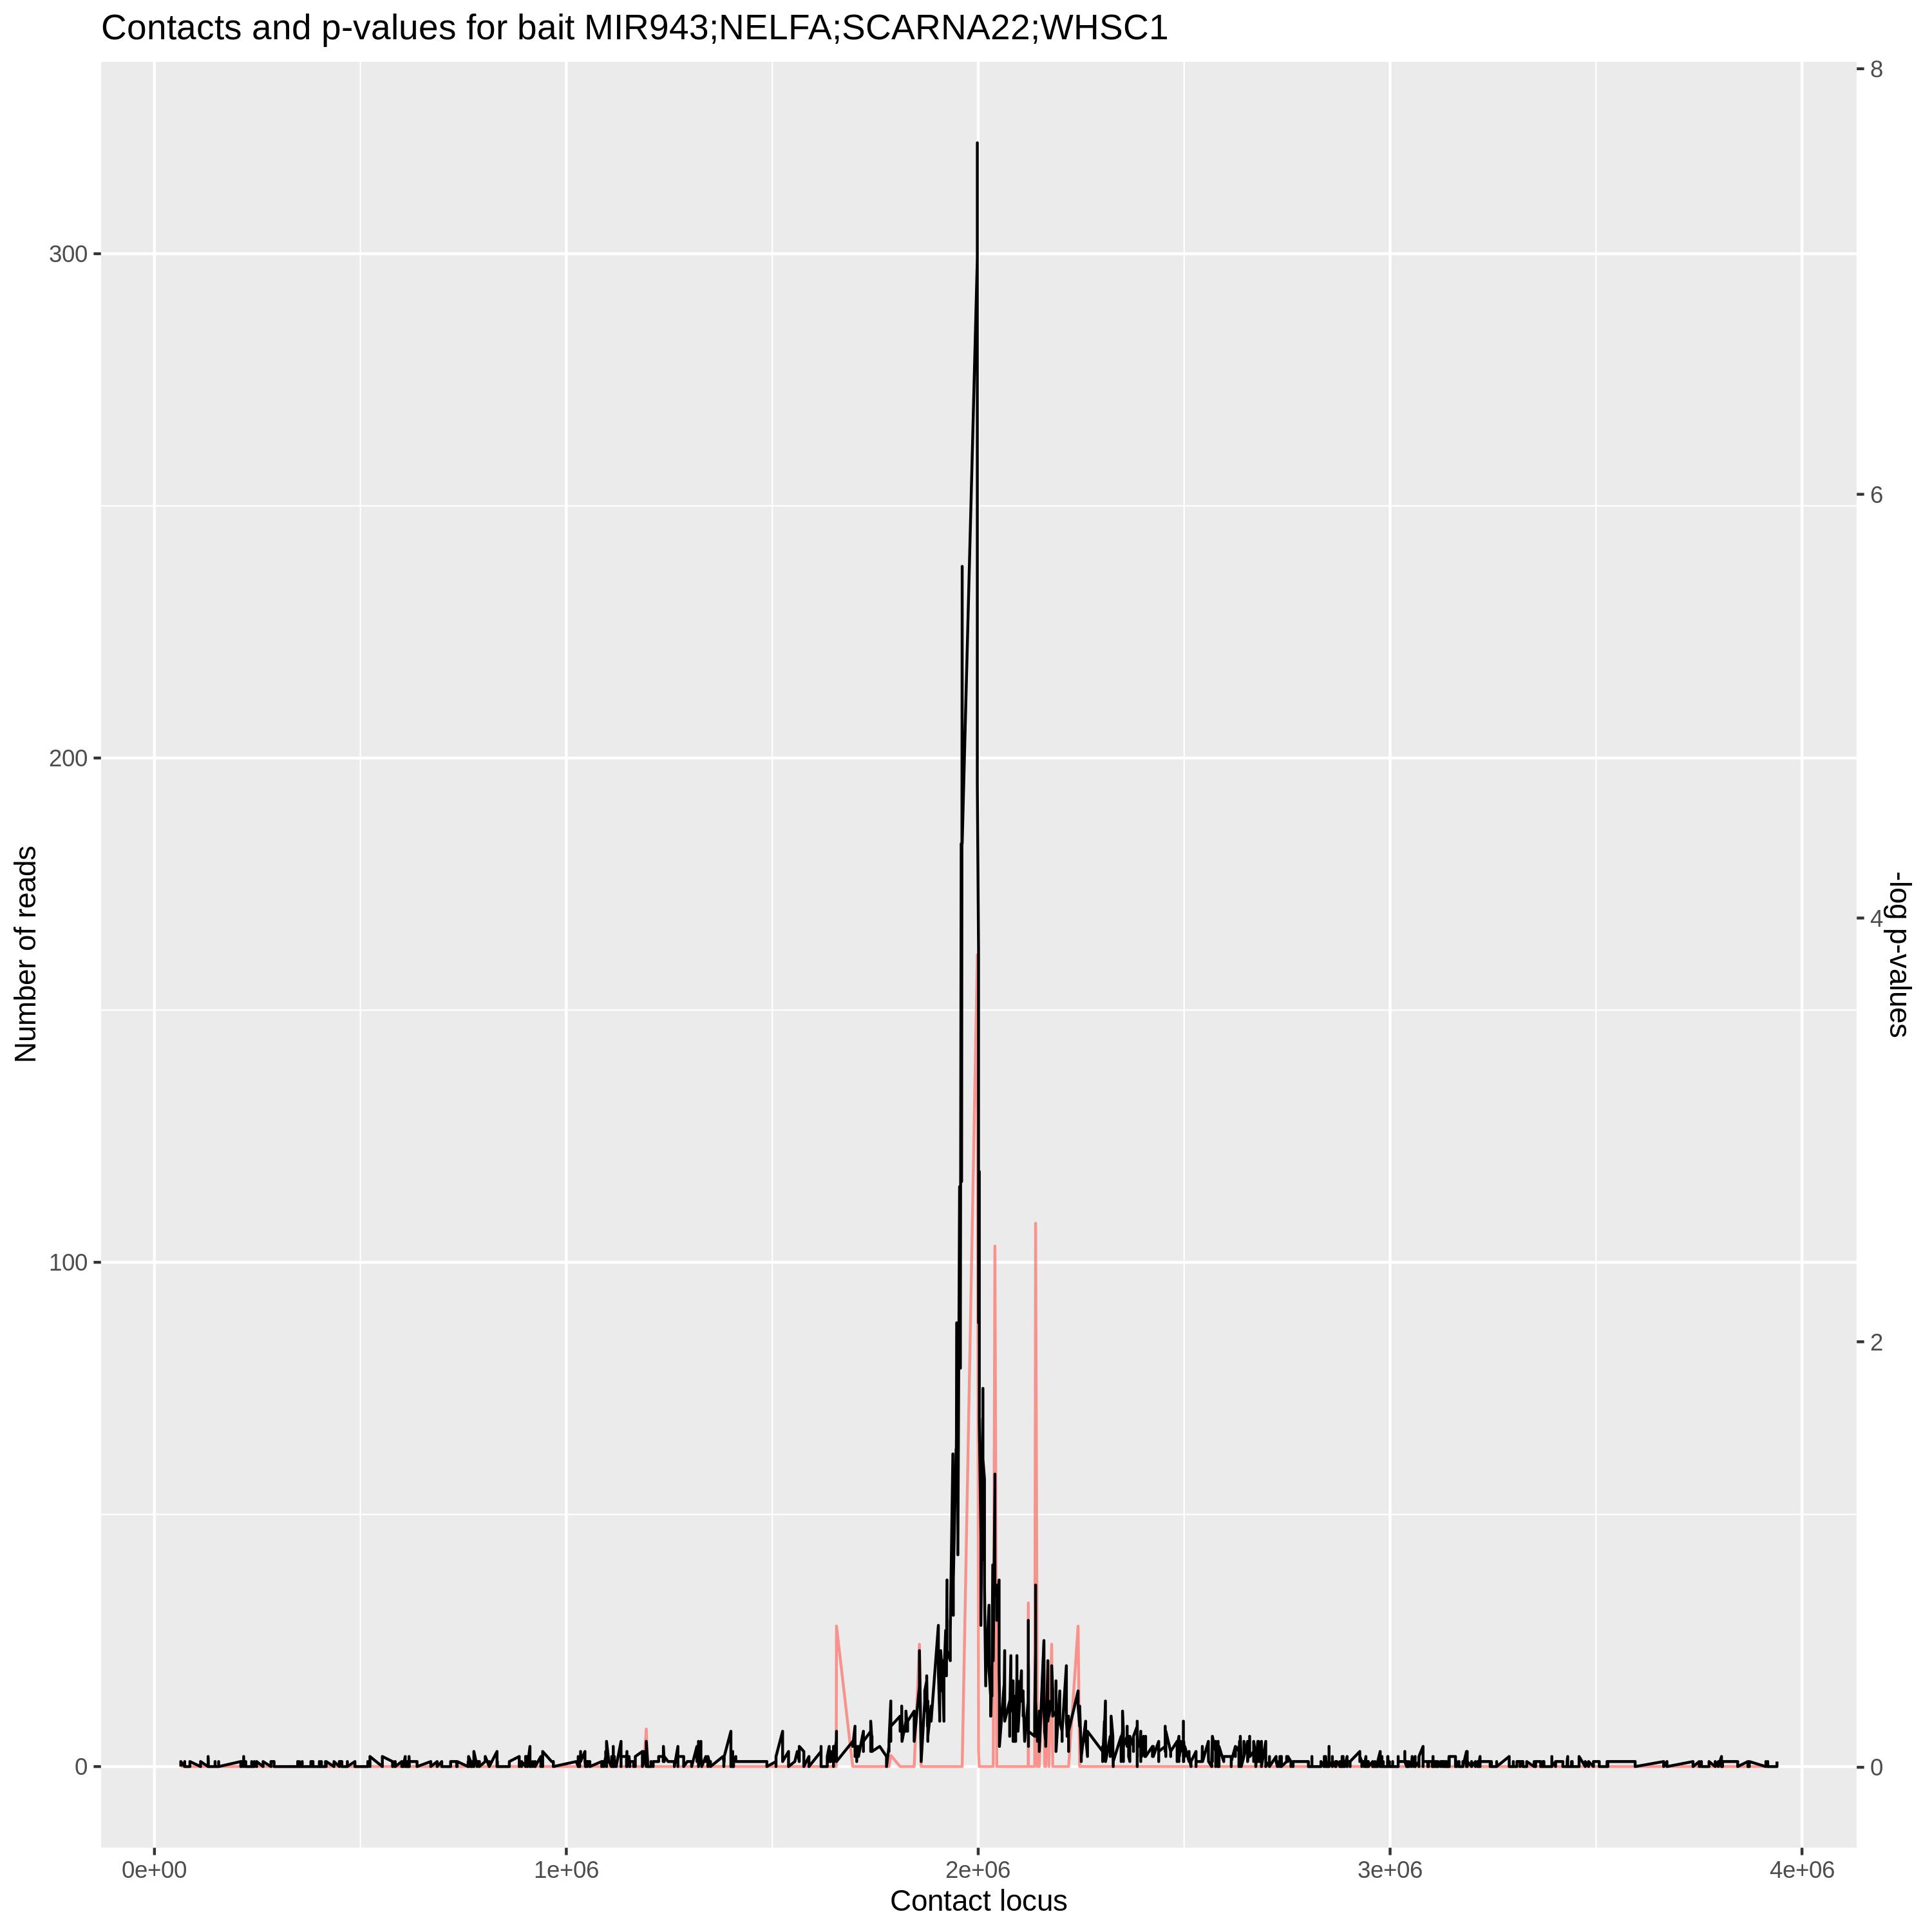 Contacts and p-values for bait MIR943;NELFA;SCARNA22;WHSC1
8
300
6
200
4
Number of reads
-log p-values
100
2
0
0
0e+00
1e+06
2e+06
3e+06
4e+06
Contact locus